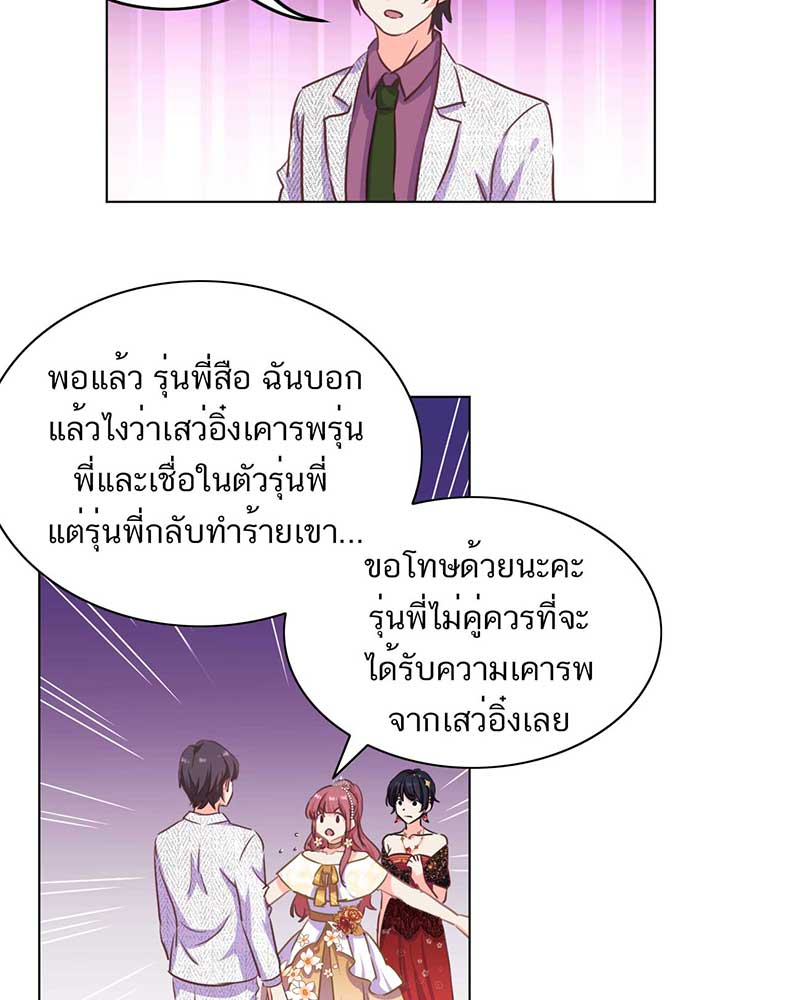 พอแล้ว รุ่นพี่สือ ฉันบอก
แล้วไงว่าเสว่อิ๋งเคารพรุ่น
พี่และเชื่อในตัวรุ่นพี่
แต่รุ่นพี่กลับทำร้ายเขา...
ขอโทษด้วยนะคะ
รุ่นพี่ไม่คู่ควรที่จะ
ได้รับความเคารพ
จากเสว่อิ๋งเลย